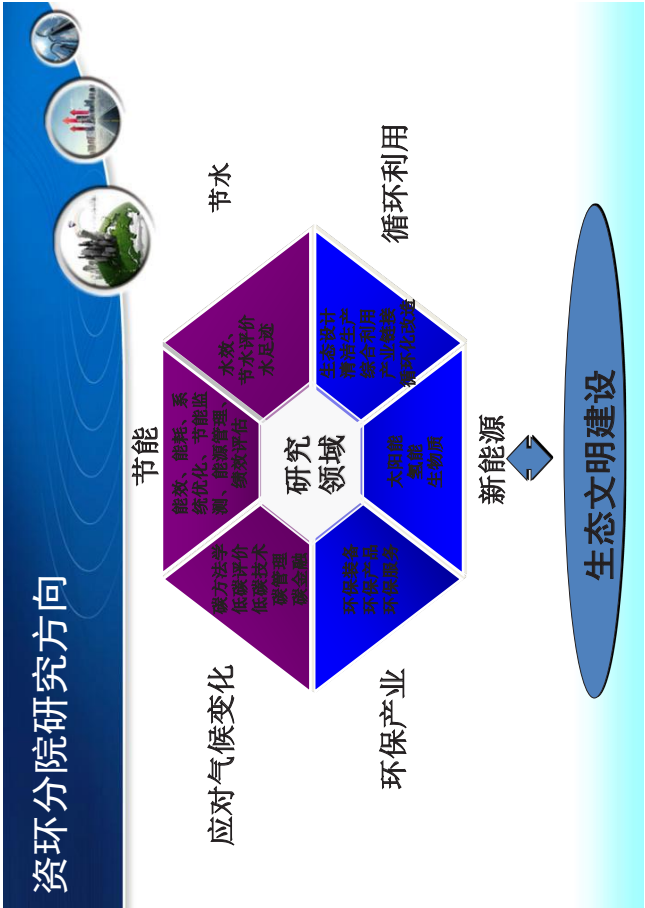 资环分院研究方向
节能
能效、能耗、系
统优化、节能监
测、能源管理、
绩效评估
应对气候变化
碳方法学
低碳评价
低碳技术
碳管理
碳金融
节水
水效、
节水评价
水足迹
研究
领域
环保产业
环保装备
环保产品
环保服务
循环利用
生态设计
清洁生产
综合利用
产业链接
循环化改造
太阳能
氢能
生物质
新能源
生态文明建设